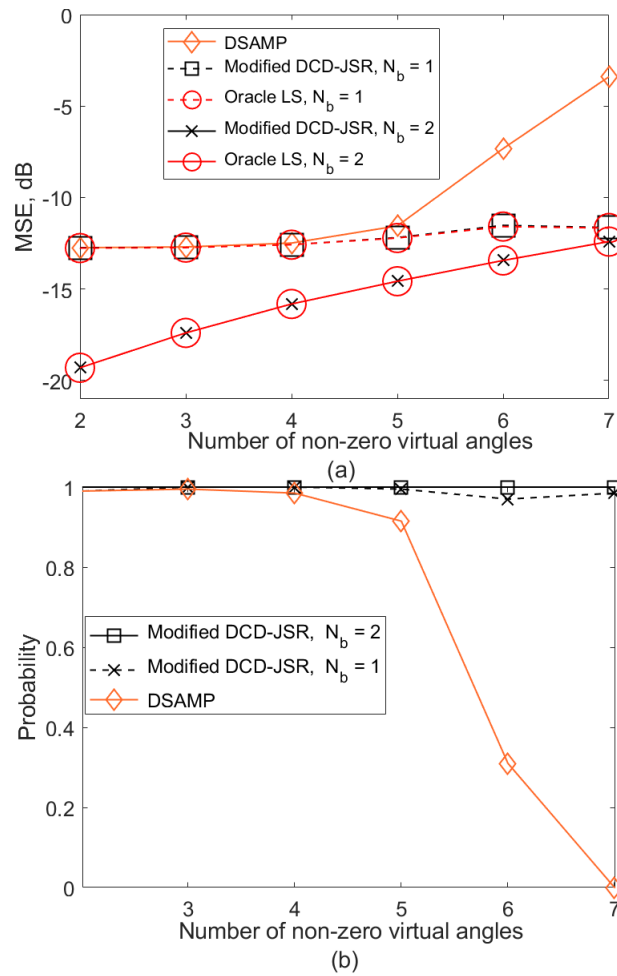 0
DSAMP
Modified DCD-JSR, N_b = 1
Oracle LS, N_b = 1
Modified DCD-JSR, N_b = 2
Oracle LS, N_b = 2
-5
-10
-15
-20
MSE, dB
2 3 4 5 6 7
Number of non-zero virtual angles
(a)
1
0.8
0.6
0.4
0.2
0
Probability
Modified DCD-JSR, N_b = 2
Modified DCD-JSR, N_b = 1
DSAMP
3 4 5 6 7
Number of non-zero virtual angles
(b)